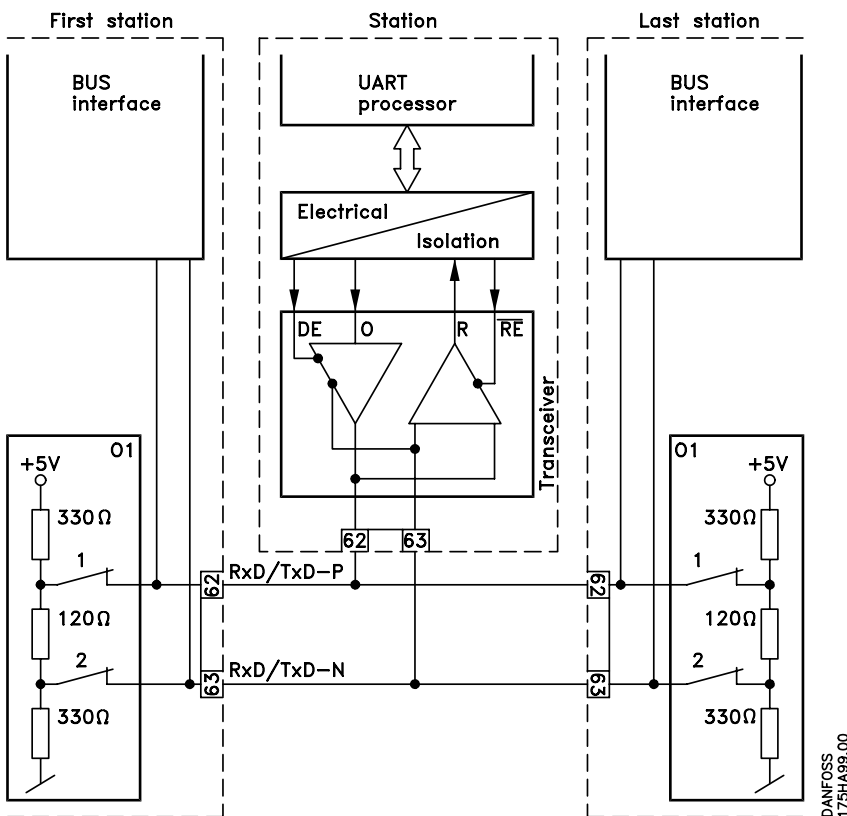 First station
Station
Last station
BUS
interface
UART
processor
BUS
interface
Electrical
Isolation
DE
O
R
RE
Transceiver
O1
+5V
330Ω
1
120Ω
2
330Ω
62
63
62
RxD/TxD-P
63
RxD/TxD-N
62
63
O1
+5V
330Ω
1
120Ω
2
330Ω
DANFOSS
175HA99.00